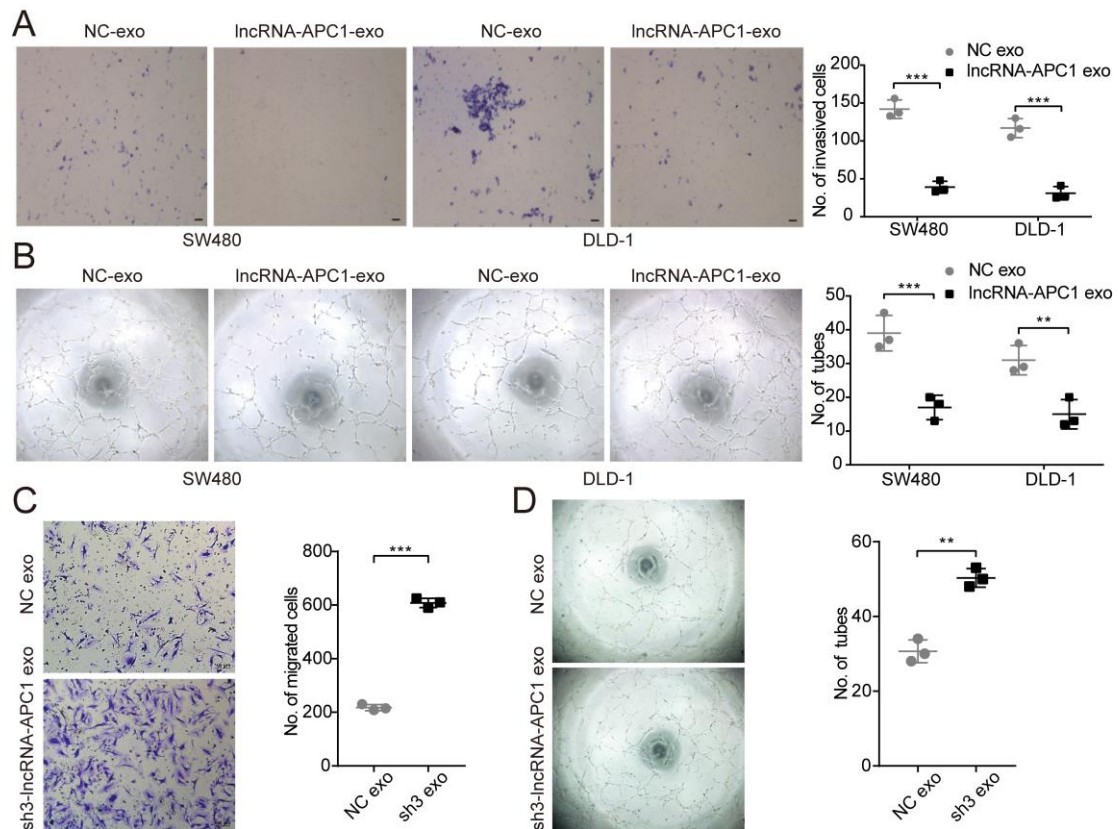 A
NC-exo
lncRNA-APC1-exo
NC-exo
lncRNA-APC1-exo
SW480
DLD-1
NC exo
lncRNA-APC1 exo
No. of invasived cells
200
150
100
50
0
***
***
SW480
DLD-1
B
NC-exo
lncRNA-APC1-exo
NC-exo
lncRNA-APC1-exo
SW480
DLD-1
NC exo
lncRNA-APC1 exo
No. of tubes
50
40
30
20
10
0
***
**
SW480
DLD-1
C
NC exo
sh3-lncRNA-APC1 exo
No. of migrated cells
800
600
400
200
0
***
NC exo
sh3 exo
D
NC exo
sh3-lncRNA-APC1 exo
No. of tubes
60
40
20
0
**
NC exo
sh3 exo